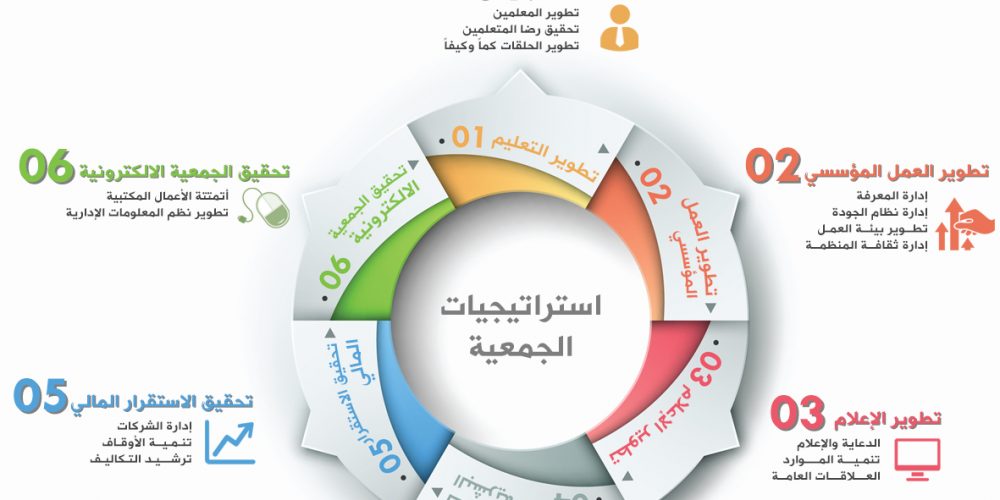 تطوير المعلمين
تحقيق رضا المتعلمين
تطوير الحلقات كماً وكيفاً
01 تطوير التعليم
02 تطوير العمل المؤسسي
إدارة المعرفة
إدارة نظام الجودة
تطوير بيئة العمل
إدارة ثقافة المنظمة
02
تطوير العمل
المؤسسي
03 تطوير الإعلام
الدعاية والإعلام
تنمية الموارد
العلاقات العامة
03 تطوير الإعلام
04
البشرية
05 تحقيق الاستقرار المالي
إدارة الشركات
تنمية الأوقاف
ترشيد التكاليف
05
تحقيق الاستقرار
المالي
06 تحقيق الجمعية الالكترونية
أتمتتة الأعمال المكتبية
تطوير نظم المعلومات الإدارية
06
تحقيق الجمعية
الالكترونية
استراتيجيات
الجمعية